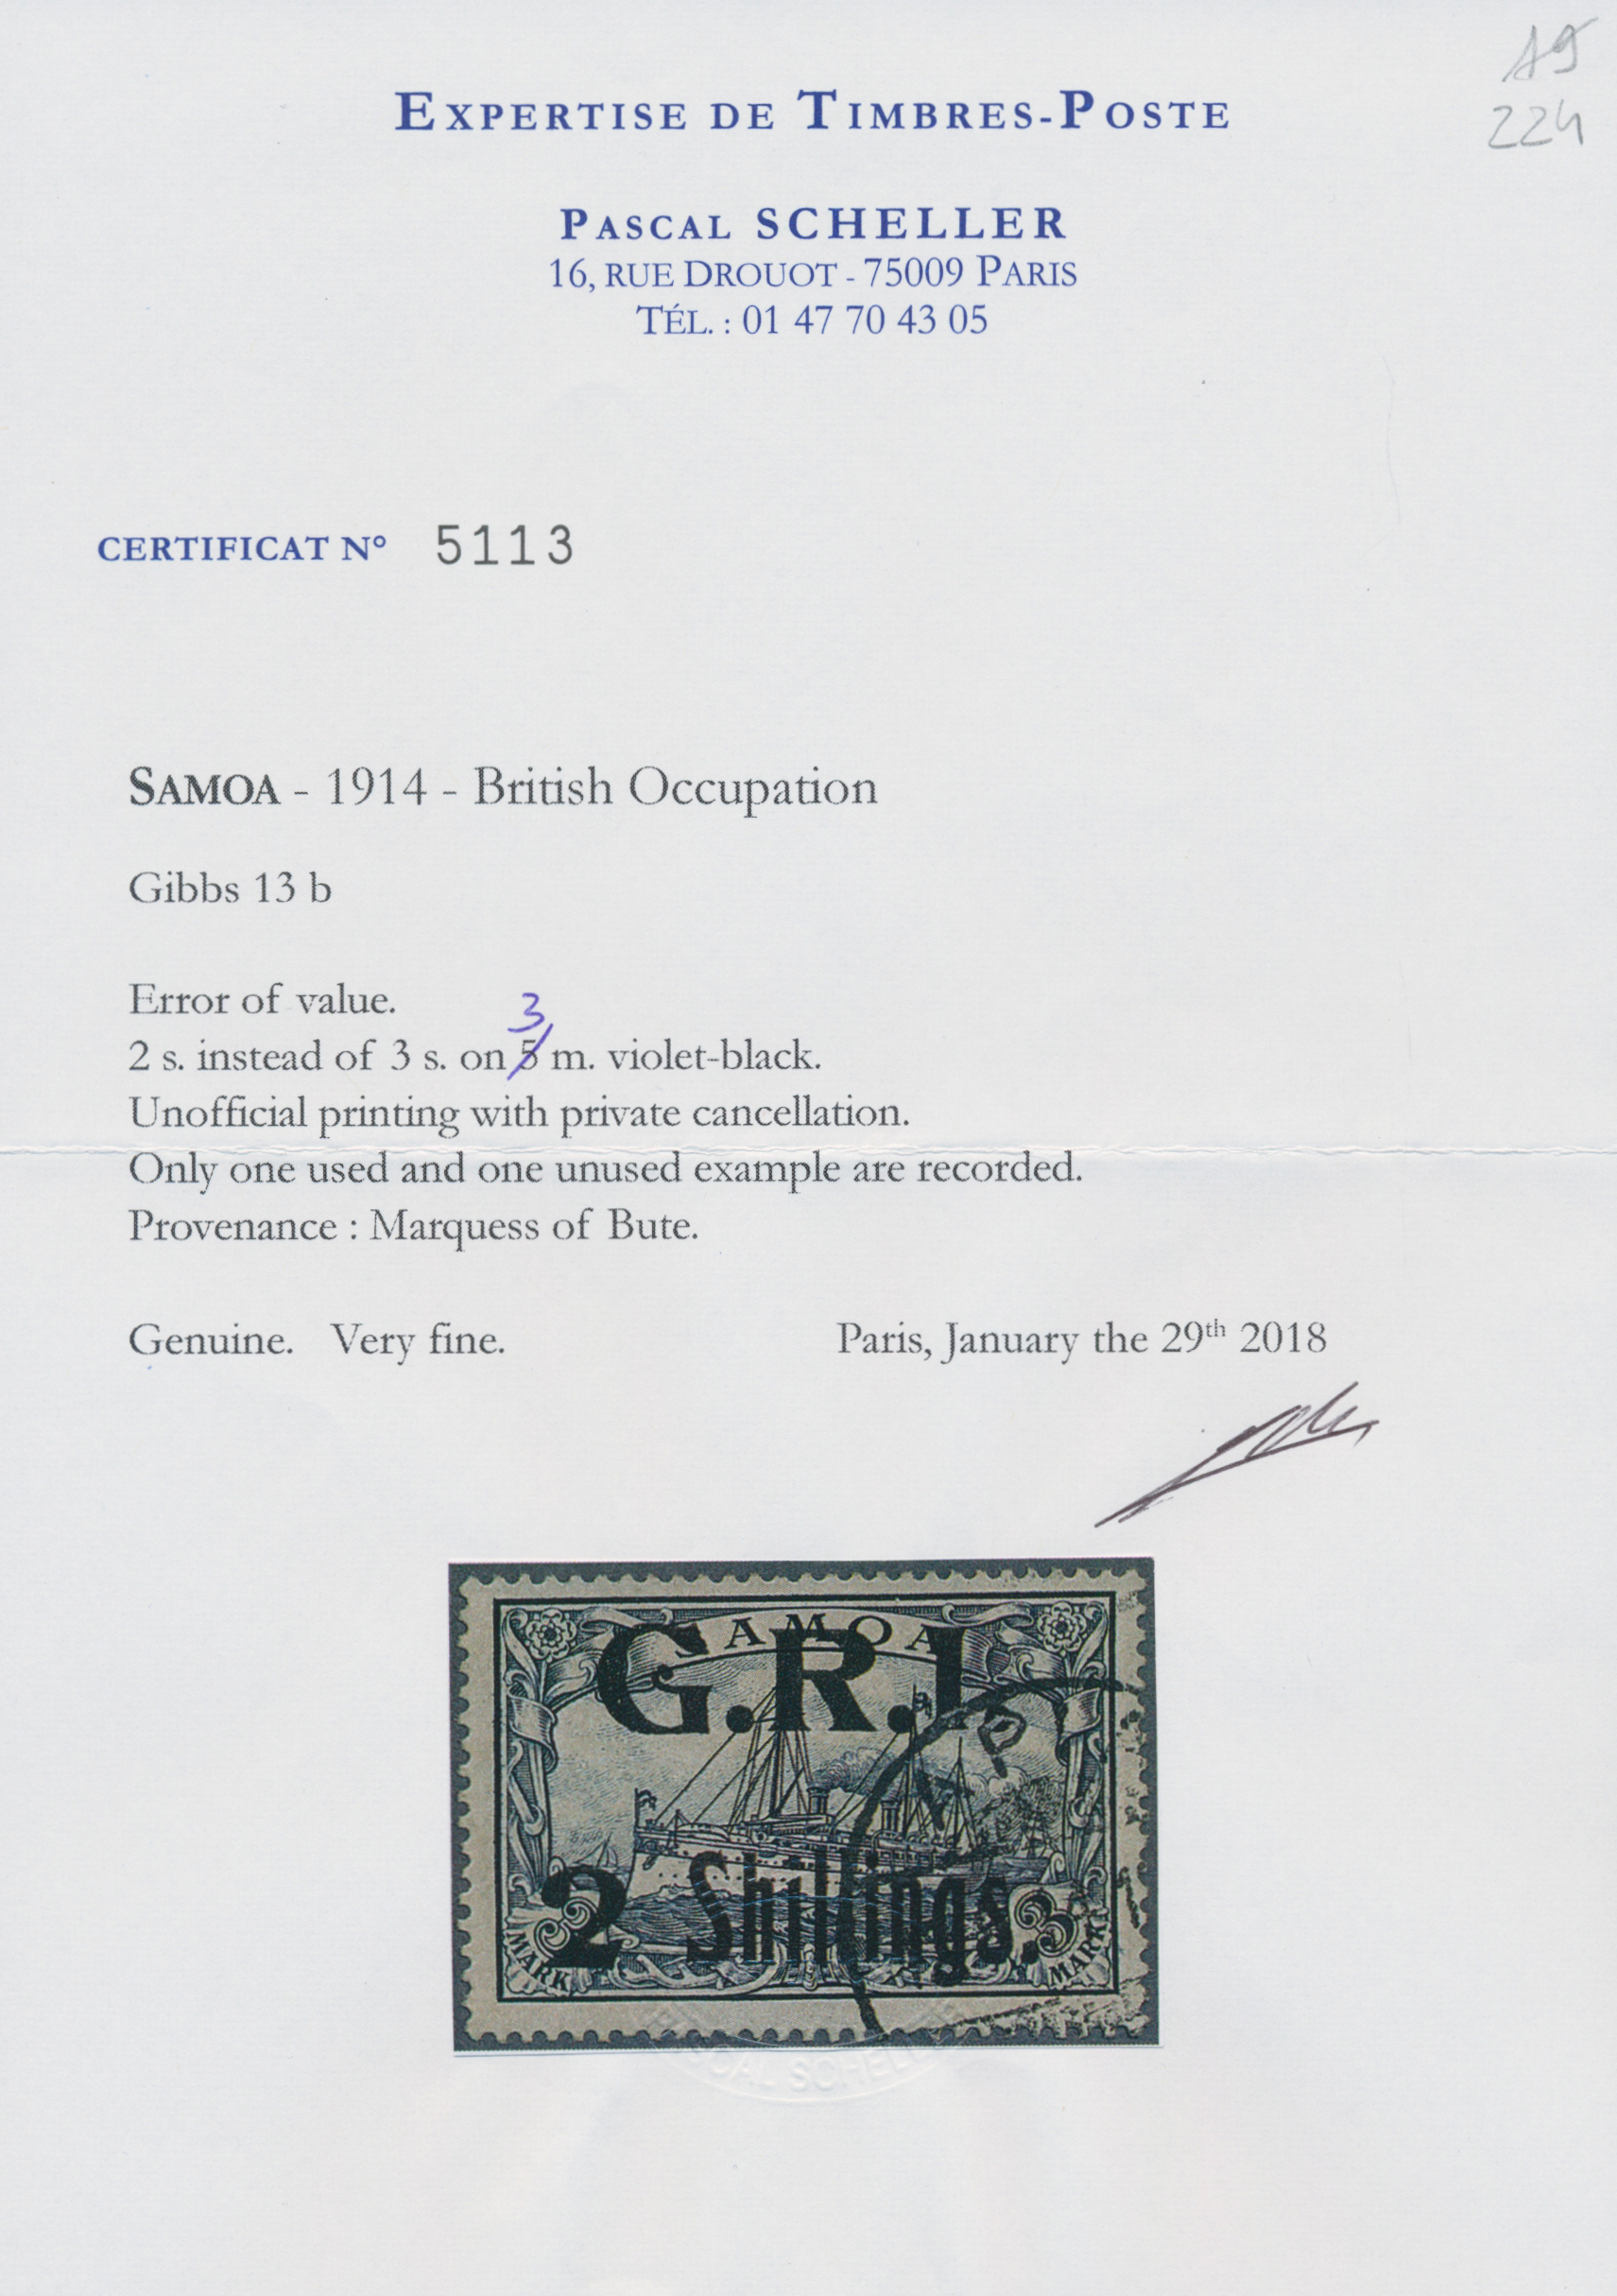 19
224
EXPERTISE DE TIMBRES-POSTE
PASCAL SCHELLER
16, RUE DROUOT - 75009 PARIS
TÉL. : 01 47 70 43 05
CERTIFICAT N° 5113
SAMOA - 1914 - British Occupation
Gibbs 13 b
Error of value.
3
2 s. instead of 3 s. on 5 m. violet-black.
Unofficial printing with private cancellation.
Only one used and one unused example are recorded.
Provenance : Marquess of Bute.
Genuine. Very fine. Paris, January the 29th 2018
SAMOA
G.R.I
AP
2 Shillings.
3 3
MARK MARK
PASCAL SCHELLER